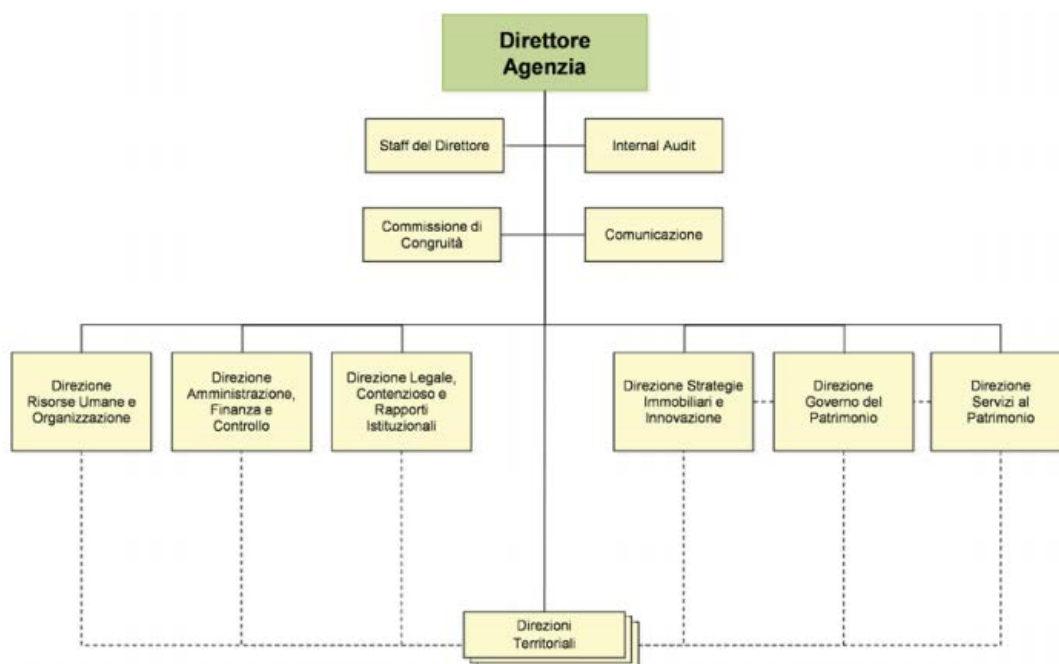 Direttore
Agenzia
Staff del Direttore
Internal Audit
Commissione di
Congruità
Comunicazione
Direzione
Risorse Umane e
Organizzazione
Direzione
Amministrazione,
Finanza e
Controllo
Direzione Legale,
Contenzioso e
Rapporti
Istituzionali
Direzione Strategie
Immobiliari e
Innovazione
Direzione
Governo del
Patrimonio
Direzione
Servizi al
Patrimonio
Direzioni
Territoriali